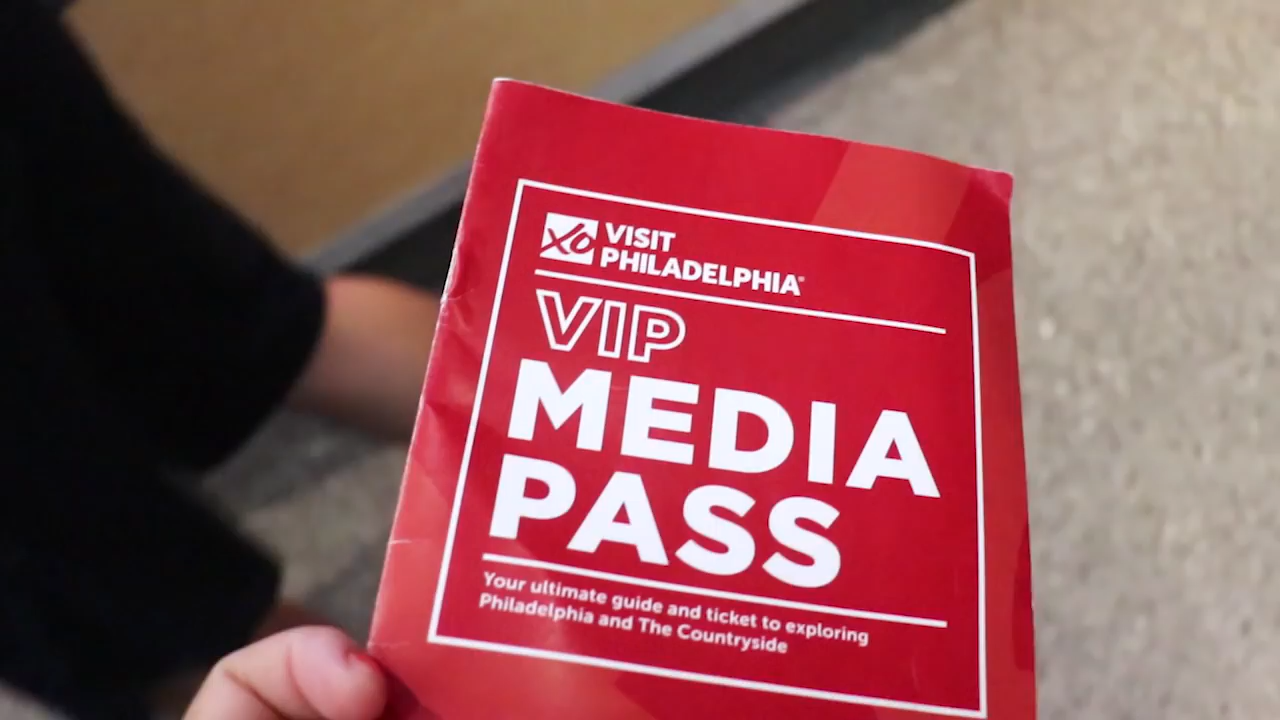 xo VISIT
PHILADELPHIA®
VIP
MEDIA
PASS
Your ultimate guide and ticket to exploring
Philadelphia and The Countryside